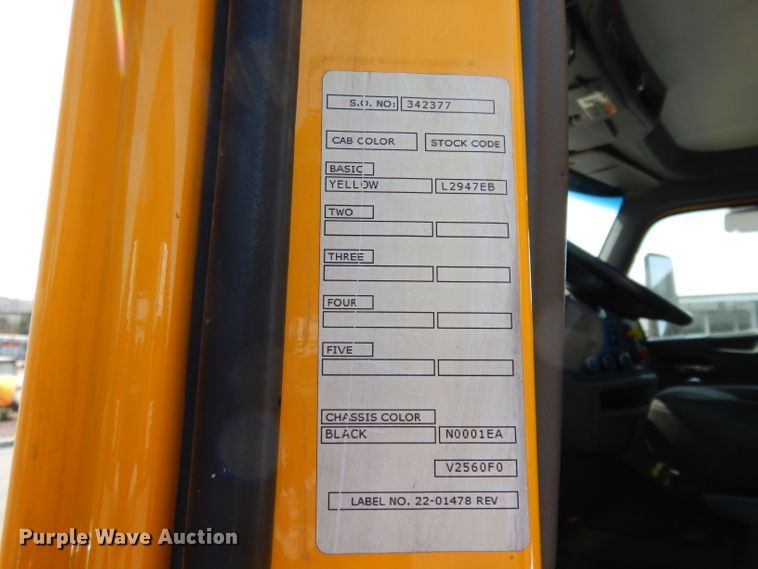 S.O. NO: 342377
CAB COLOR STOCK CODE
BASIC
YELLOW L2947EB
TWO
THREE
FOUR
FIVE
CHASSIS COLOR
BLACK N0001EA
V2560F0
LABEL NO. 22-01478 REV
Purple Wave Auction